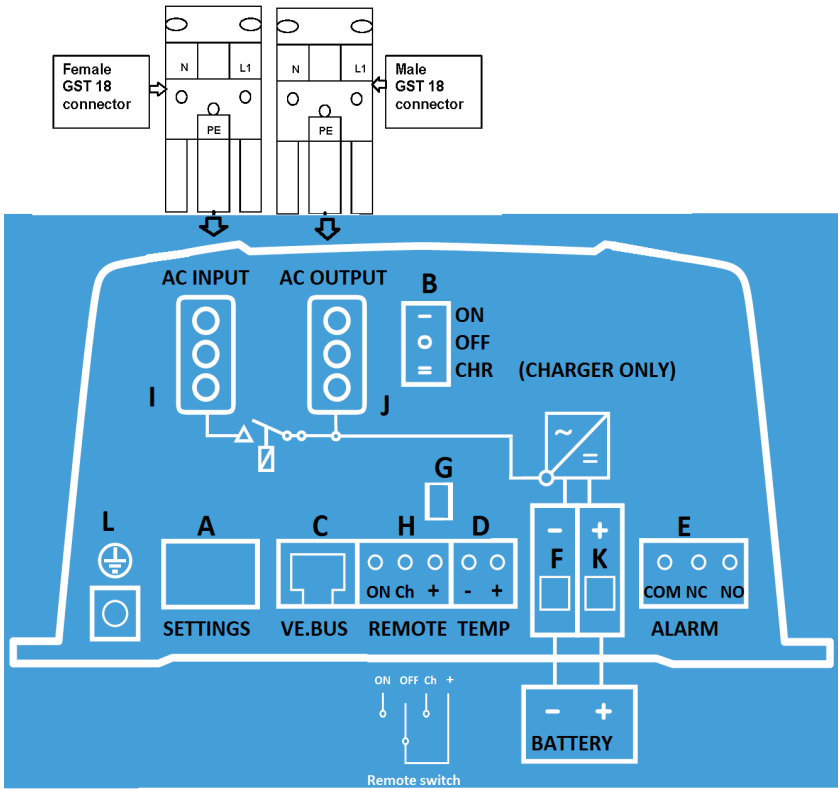 Female
GST 18
connector
N L1
PE
N L1
PE
Male
GST 18
connector
AC INPUT AC OUTPUT
B
ON
OFF
CHR (CHARGER ONLY)
I
J
~
=
G
L A C H D F K E
- +
ON Ch +
- +
COM NC NO
SETTINGS VE.BUS REMOTE TEMP ALARM
ON OFF Ch +
- +
BATTERY
Remote switch